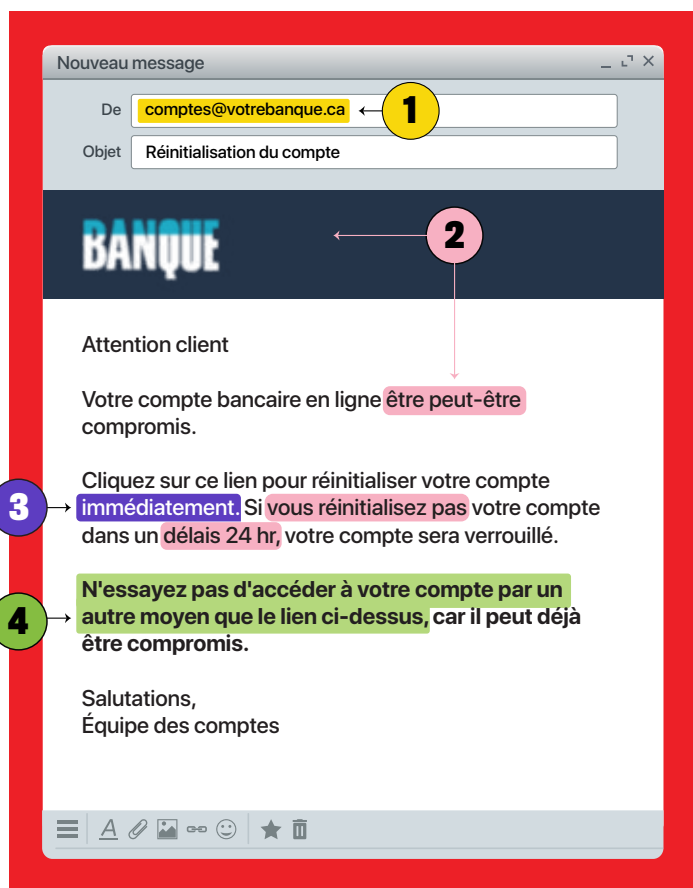 Nouveau message
De comptes@votrebanque.ca 1
Objet Réinitialisation du compte
BANQUE 2
Attention client
Votre compte bancaire en ligne être peut-être
compromis.
Cliquez sur ce lien pour réinitialiser votre compte
3 immédiatement. Si vous réinitialisez pas votre compte
dans un délais 24 hr, votre compte sera verrouillé.
N'essayez pas d'accéder à votre compte par un
4 autre moyen que le lien ci-dessus, car il peut déjà
être compromis.
Salutations,
Équipe des comptes
A